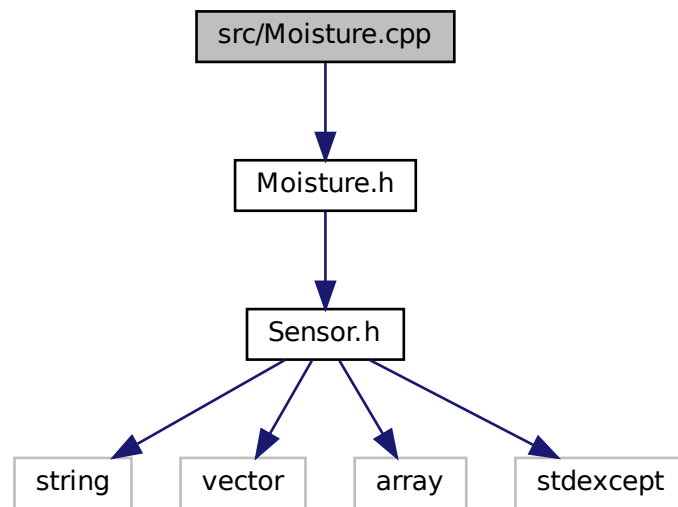 src/Moisture.cpp
Moisture.h
Sensor.h
string
vector
array
stdexcept